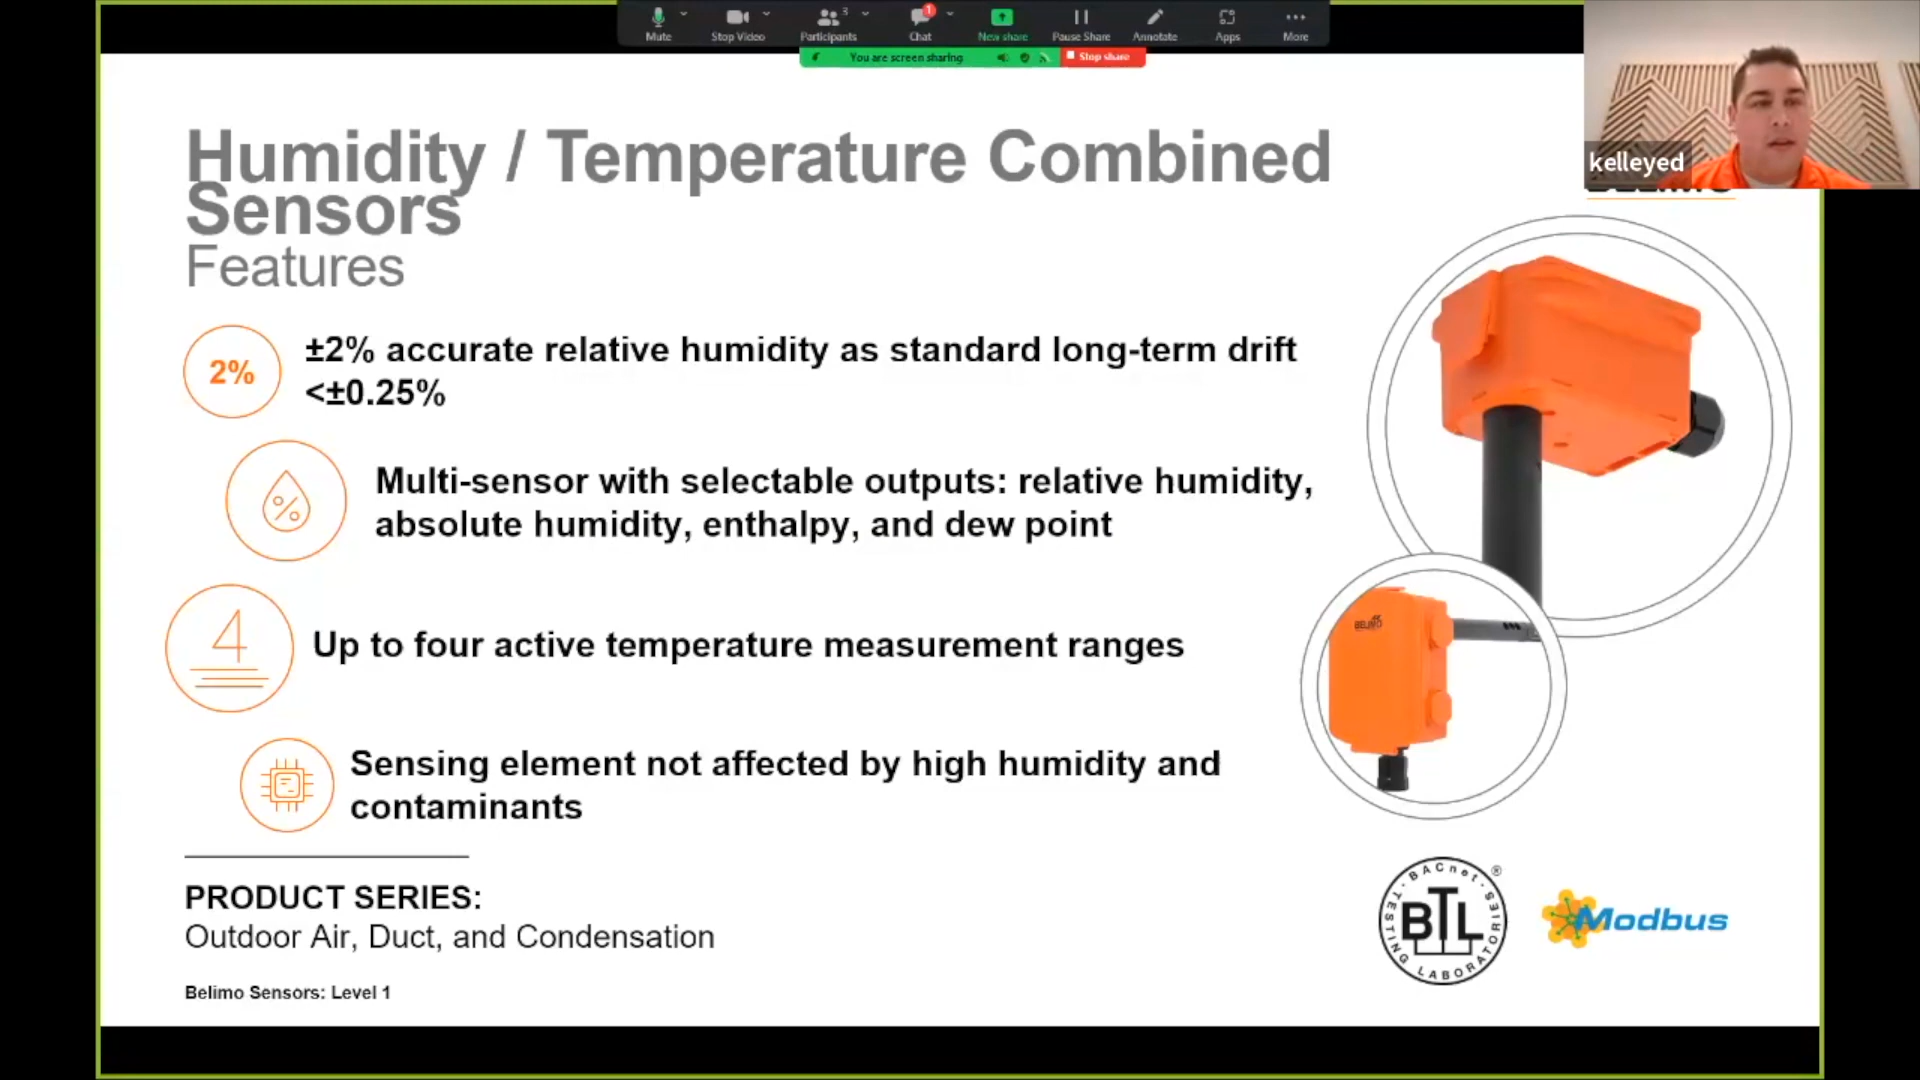 3
1
Mute
Stop Video
Participants
Chat
New share
Pause Share
Annotate
Apps
More
You are screen sharing
Stop share
kelleyed
Humidity / Temperature Combined
Sensors
Features
2%
±2% accurate relative humidity as standard long-term drift
<±0.25%
%
Multi-sensor with selectable outputs: relative humidity,
absolute humidity, enthalpy, and dew point
4
Up to four active temperature measurement ranges
BELIMO
Sensing element not affected by high humidity and
contaminants
PRODUCT SERIES:
Outdoor Air, Duct, and Condensation
Belimo Sensors: Level 1
BACnet
TESTING LABORATORIES
BTL
®
Modbus